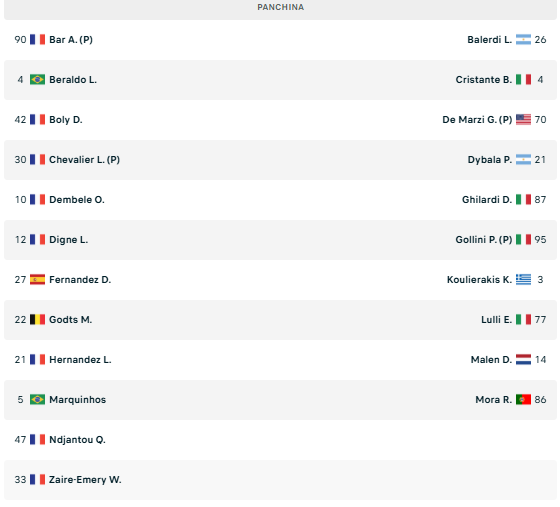 PANCHINA
90 Bar A. (P) Balerdi L. 26
4 Beraldo L. Cristante B. 4
42 Boly D. De Marzi G. (P) 70
30 Chevalier L. (P) Dybala P. 21
10 Dembele O. Ghilardi D. 87
12 Digne L. Gollini P. (P) 95
27 Fernandez D. Koulierakis K. 3
22 Godts M. Lulli E. 77
21 Hernandez L. Malen D. 14
5 Marquinhos Mora R. 86
47 Ndjantou Q.
33 Zaire-Emery W.